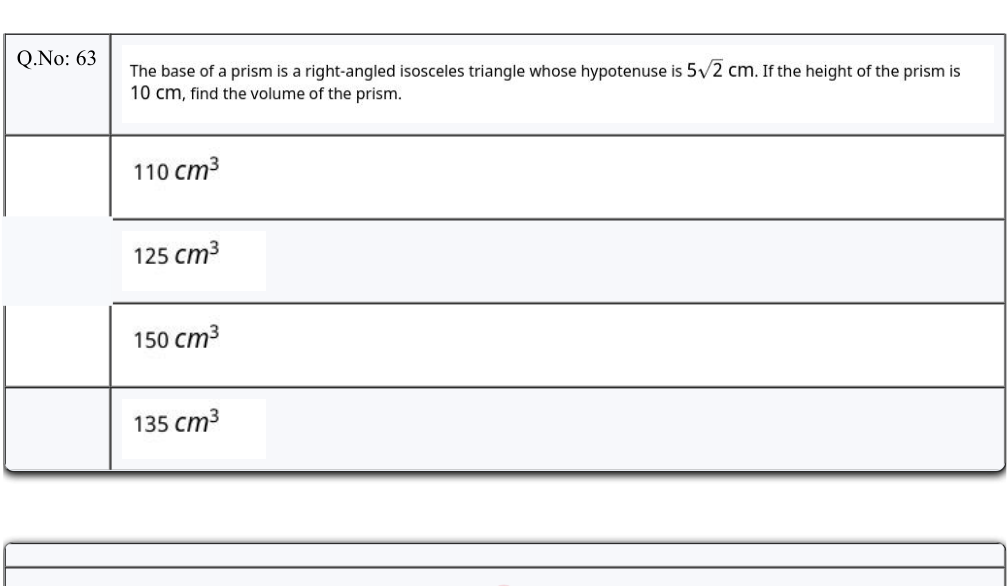 Q.No: 63
The base of a prism is a right-angled isosceles triangle whose hypotenuse is 5√2 cm. If the height of the prism is
10 cm, find the volume of the prism.
110 cm³
125 cm³
150 cm³
135 cm³